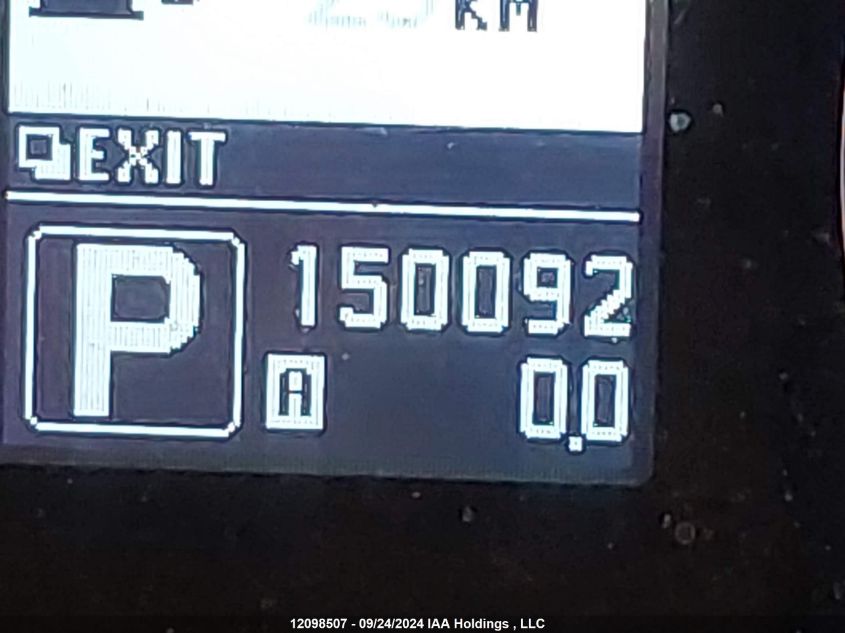 KM
EXIT
P
150092
A 0.0
12098507 - 09/24/2024 IAA Holdings , LLC